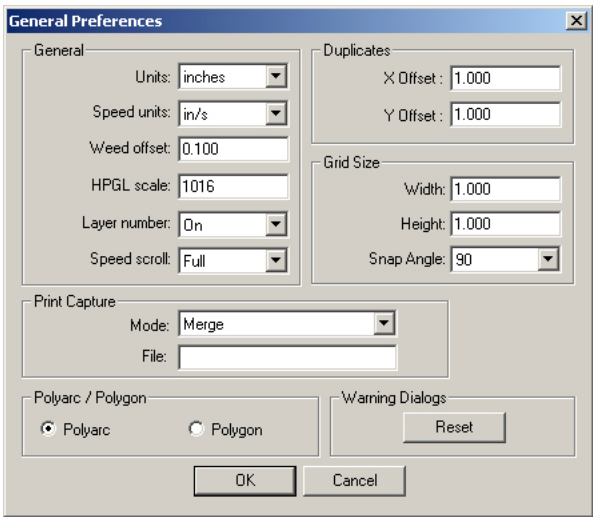 General Preferences
General
Units: inches
Speed units: in/s
Weed offset: 0.100
HPGL scale: 1016
Layer number: On
Speed scroll: Full
Duplicates
X Offset : 1.000
Y Offset : 1.000
Grid Size
Width: 1.000
Height: 1.000
Snap Angle: 90
Print Capture
Mode: Merge
File:
Polyarc / Polygon
Polyarc Polygon
Warning Dialogs
Reset
OK Cancel